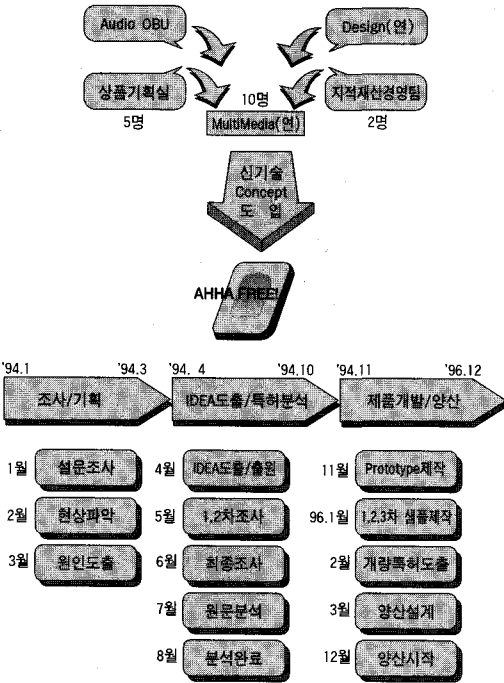 Audio OBU
Design(연)
상품기획실
10명
지적재산경영팀
5명
MultiMedia(연)
2명
신기술
Concept
도 입
AHHA FREE!
'94.1
'94.3
'94. 4
'94.10
'94.11
'96.12
조사/기획
IDEA도출/특허분석
제품개발/양산
1월 설문조사
2월 현상파악
3월 원인도출
4월 IDEA도출/출원
5월 1,2차조사
6월 최종조사
7월 원문분석
8월 분석완료
11월 Prototype제작
96.1월 1,2,3차 샘플제작
2월 개량특허도출
3월 양산설계
12월 양산시작